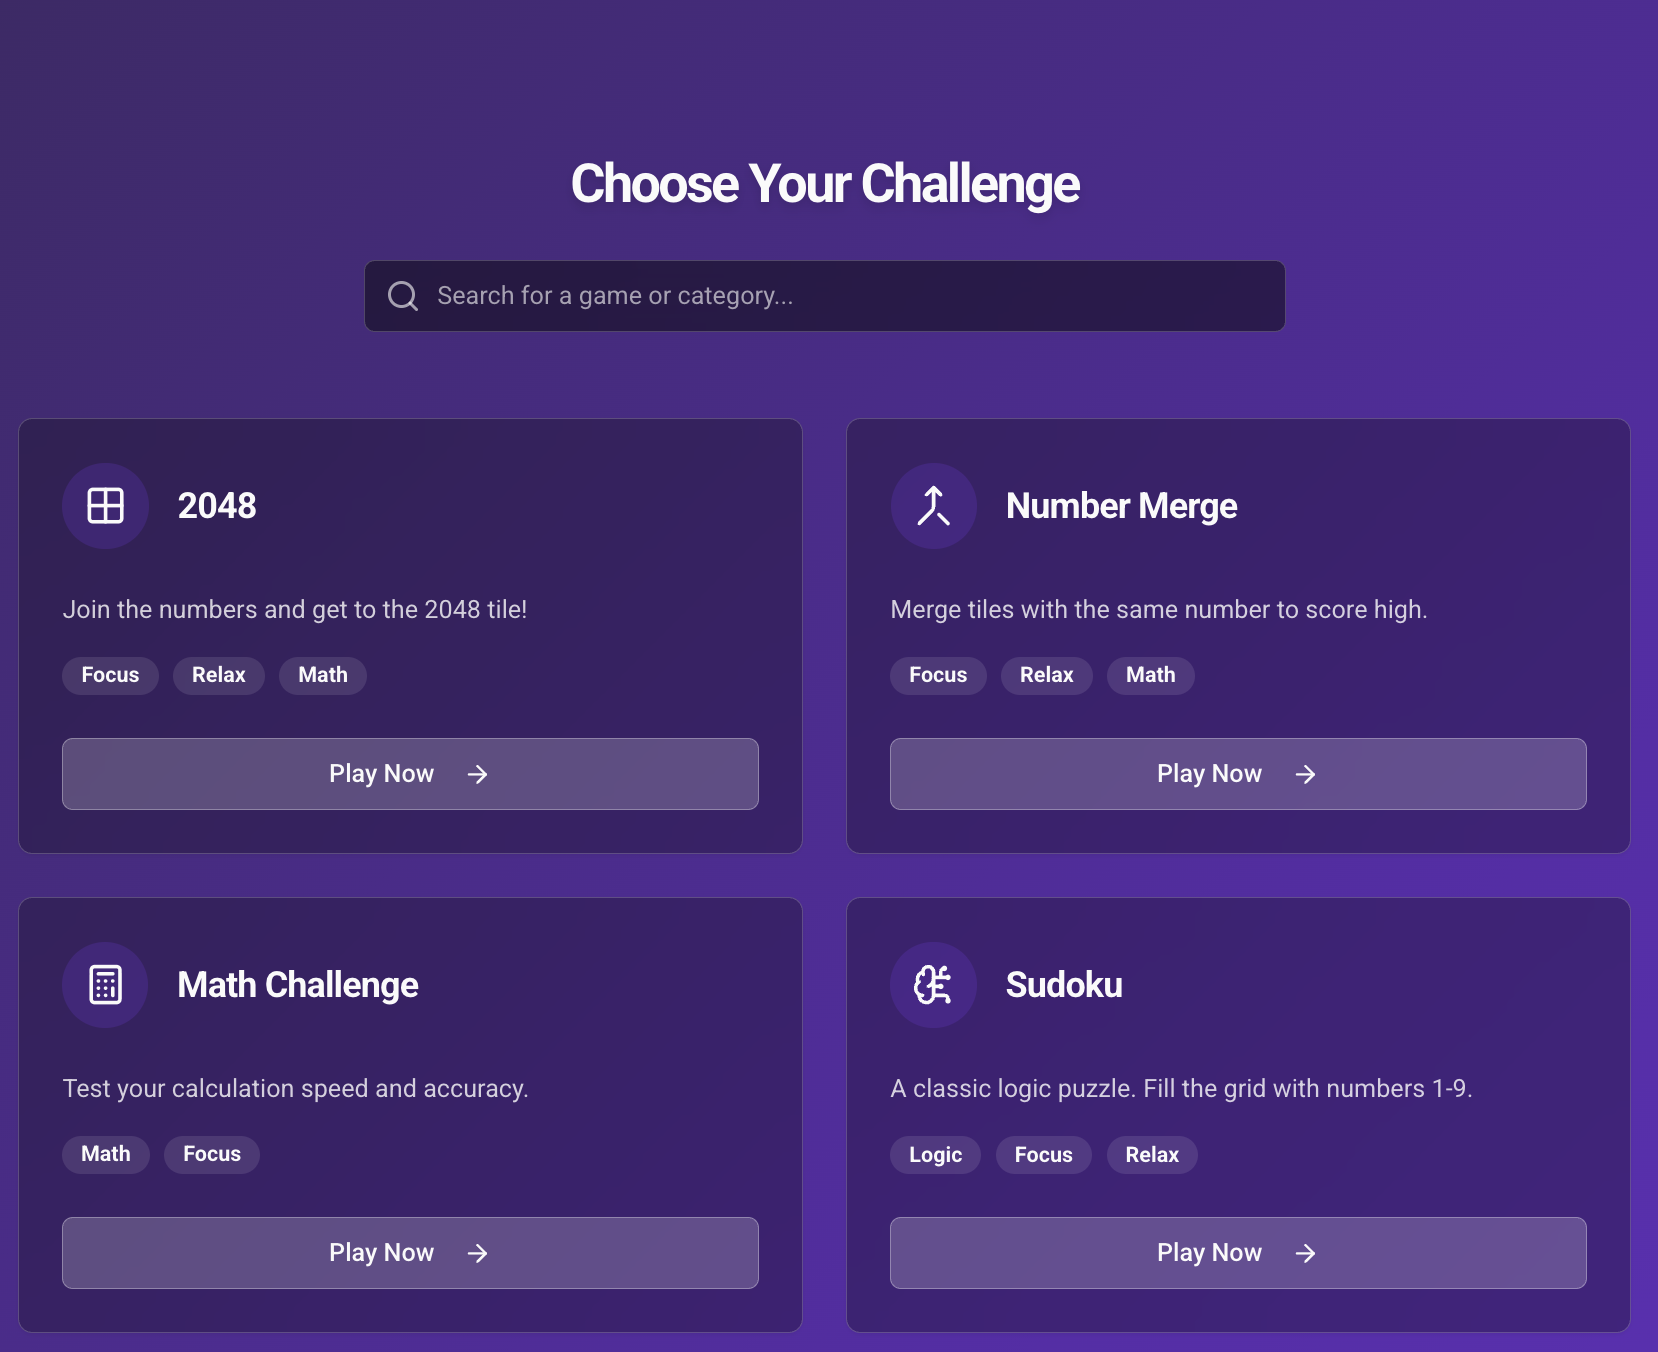 Choose Your Challenge
Search for a game or category...
2048
Join the numbers and get to the 2048 tile!
Focus Relax Math
Play Now
Number Merge
Merge tiles with the same number to score high.
Focus Relax Math
Play Now
Math Challenge
Test your calculation speed and accuracy.
Math Focus
Play Now
Sudoku
A classic logic puzzle. Fill the grid with numbers 1-9.
Logic Focus Relax
Play Now